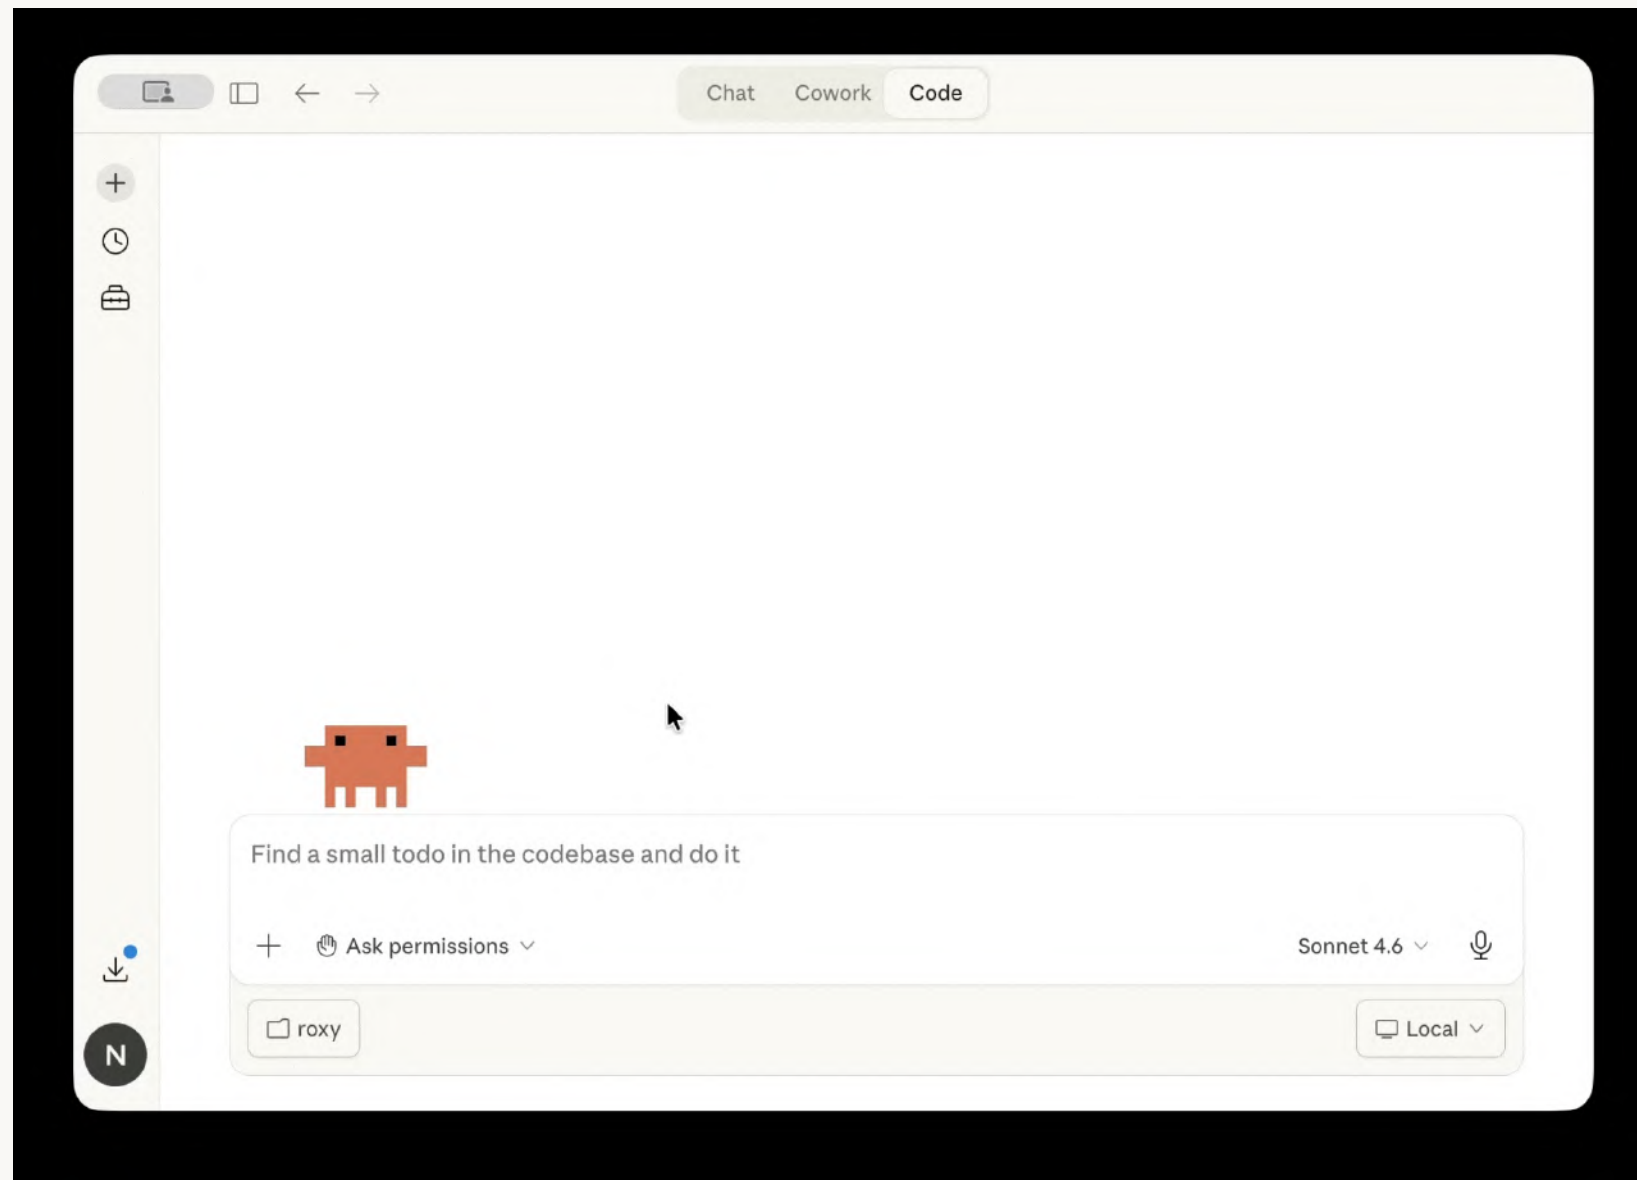 Chat Cowork Code
Find a small todo in the codebase and do it
Ask permissions Sonnet 4.6
roxy Local
N